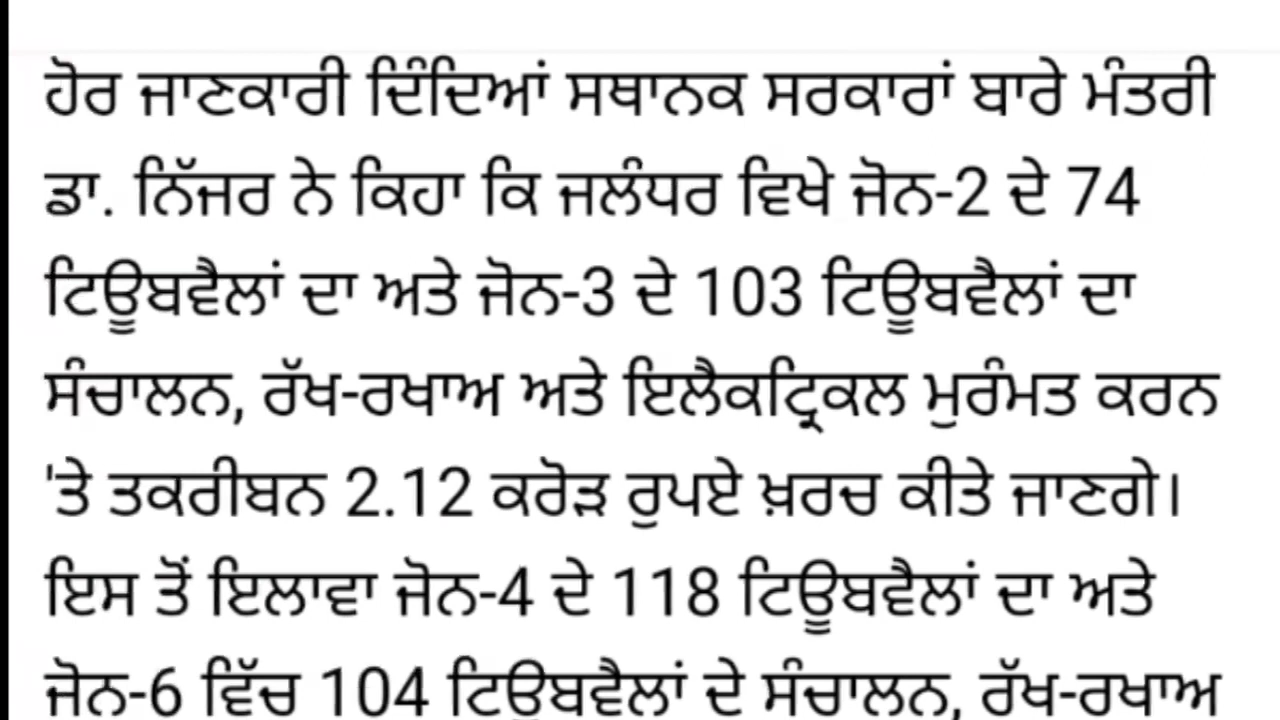 ਹੋਰ ਜਾਣਕਾਰੀ ਦਿੰਦਿਆਂ ਸਥਾਨਕ ਸਰਕਾਰਾਂ ਬਾਰੇ ਮੰਤਰੀ
ਡਾ. ਨਿੱਜਰ ਨੇ ਕਿਹਾ ਕਿ ਜਲੰਧਰ ਵਿਖੇ ਜੋਨ-2 ਦੇ 74
ਟਿਊਬਵੈਲਾਂ ਦਾ ਅਤੇ ਜੋਨ-3 ਦੇ 103 ਟਿਊਬਵੈਲਾਂ ਦਾ
ਸੰਚਾਲਨ, ਰੱਖ-ਰਖਾਅ ਅਤੇ ਇਲੈਕਟ੍ਰਿਕਲ ਮੁਰੰਮਤ ਕਰਨ
'ਤੇ ਤਕਰੀਬਨ 2.12 ਕਰੋੜ ਰੁਪਏ ਖ਼ਰਚ ਕੀਤੇ ਜਾਣਗੇ।
ਇਸ ਤੋਂ ਇਲਾਵਾ ਜੋਨ-4 ਦੇ 118 ਟਿਊਬਵੈਲਾਂ ਦਾ ਅਤੇ
ਜੋਨ-6 ਵਿੱਚ 104 ਟਿਊਬਵੈਲਾਂ ਦੇ ਸੰਚਾਲਨ, ਰੱਖ-ਰਖਾਅ